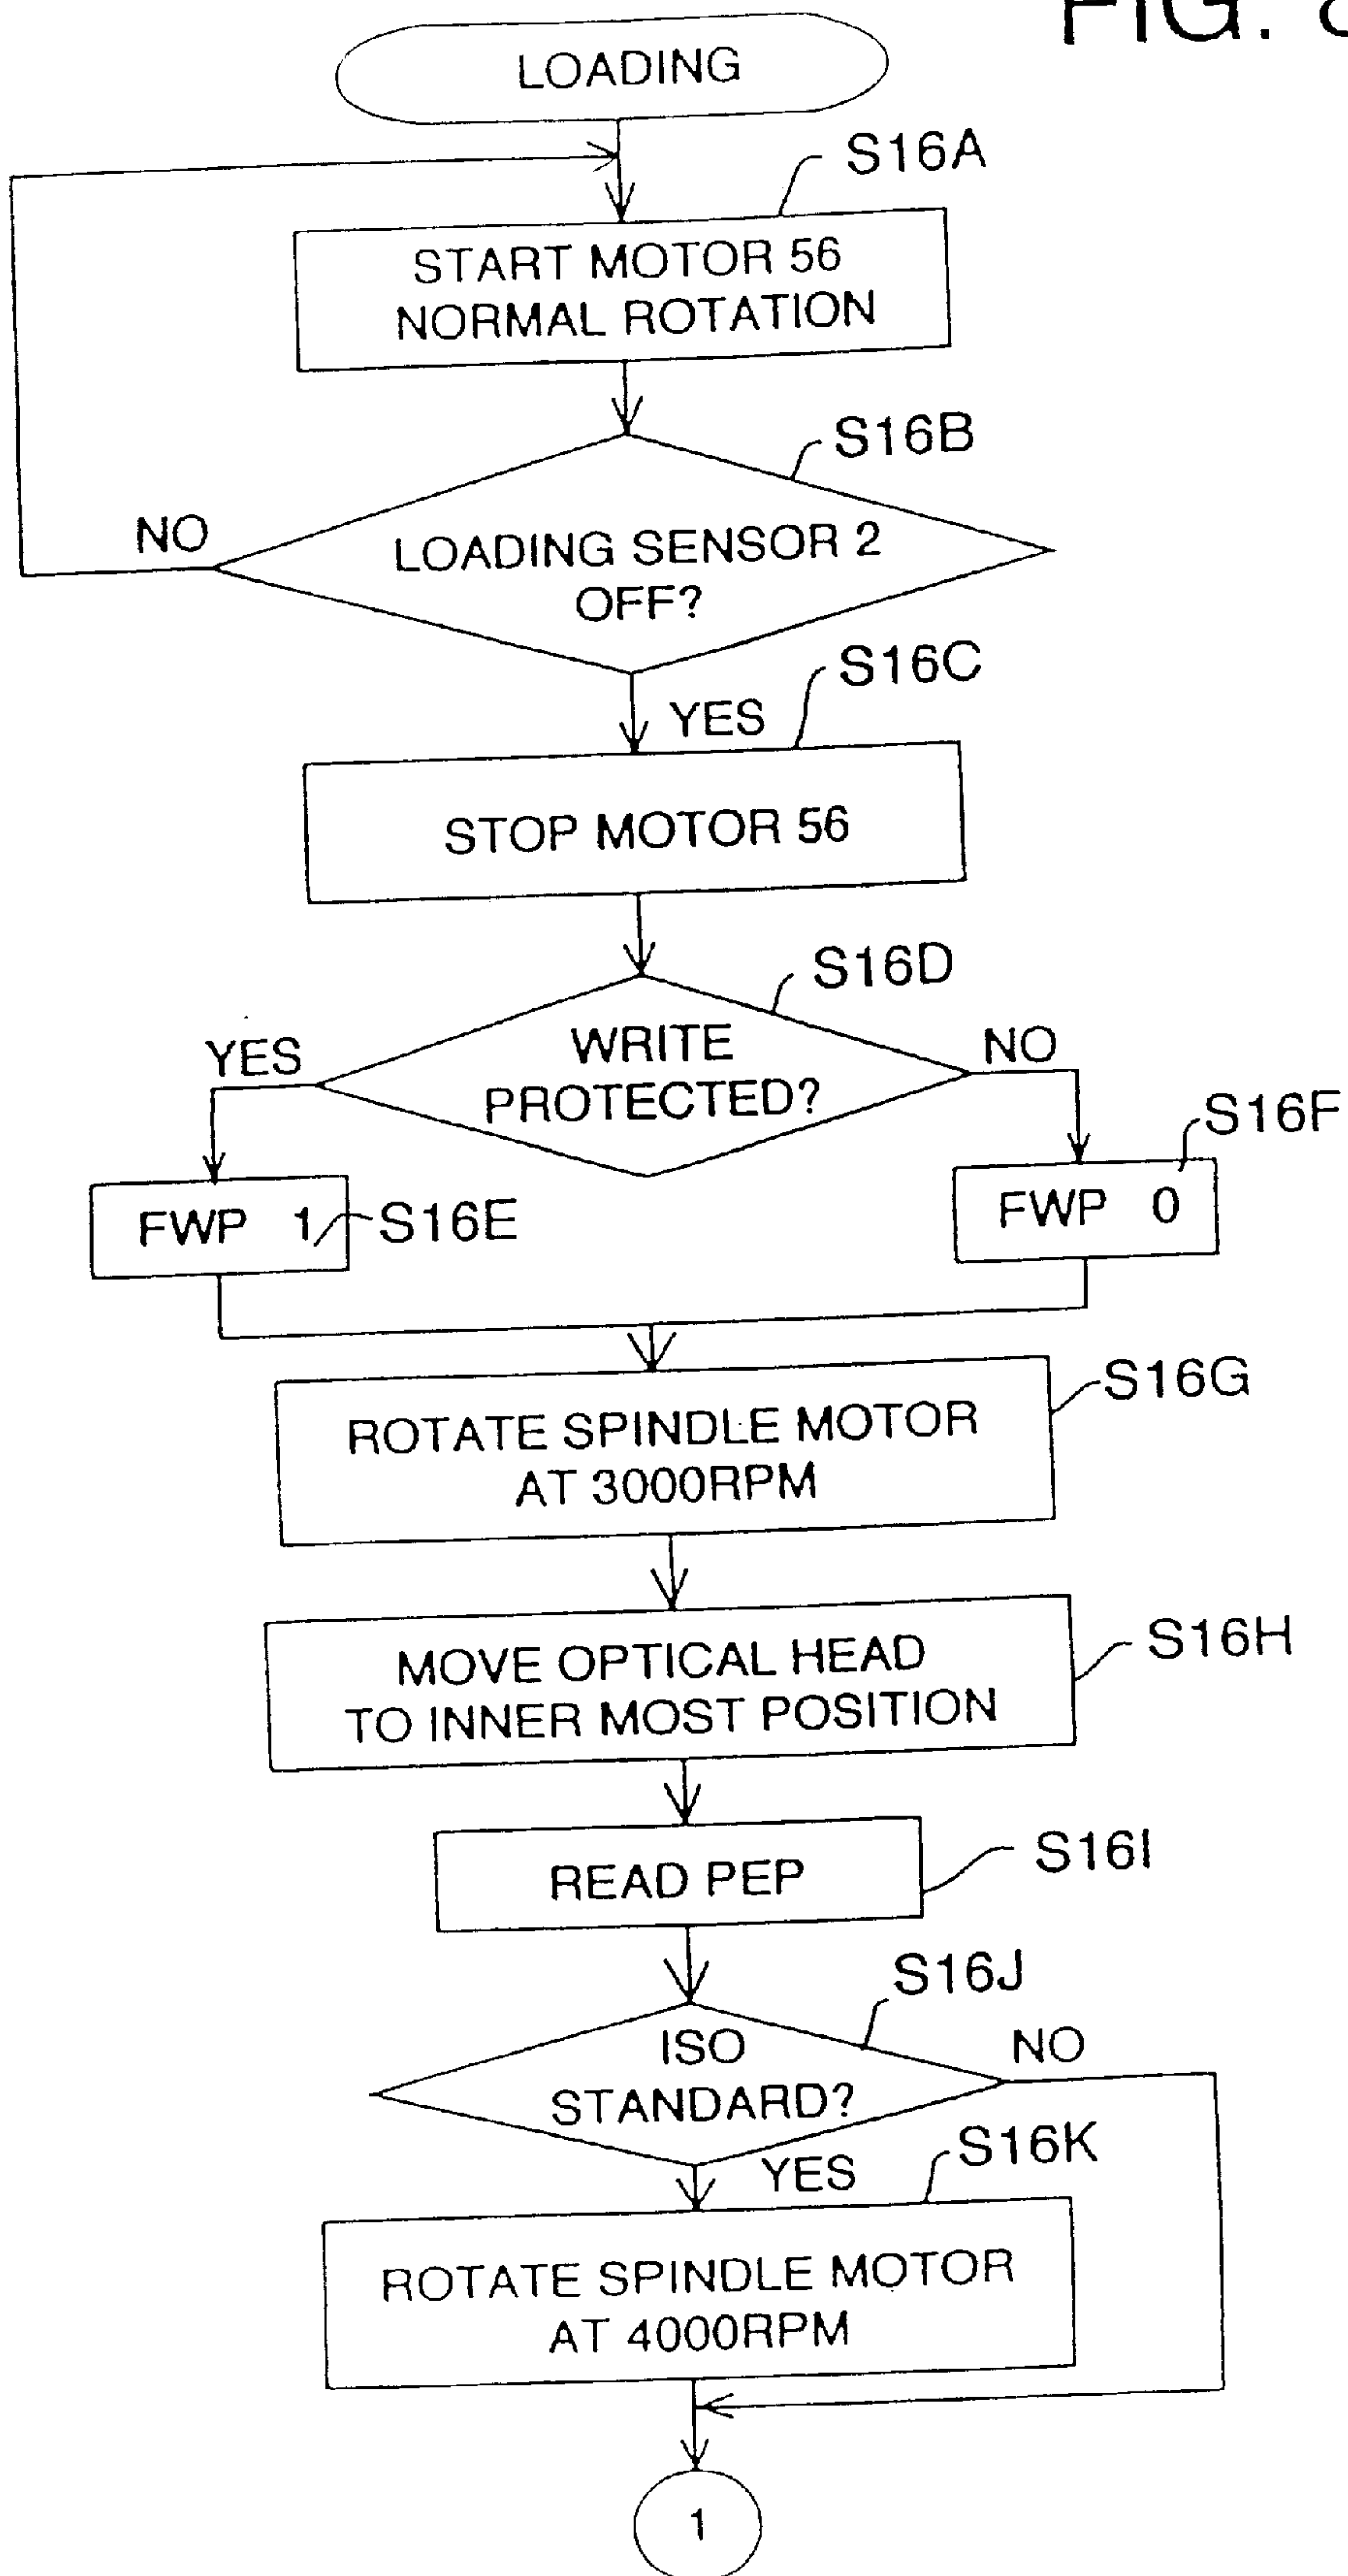 FIG. 8
LOADING
S16A
START MOTOR 56
NORMAL ROTATION
S16B
NO
LOADING SENSOR 2
OFF?
S16C
YES
STOP MOTOR 56
S16D
YES
WRITE
NO
PROTECTED?
S16F
FWP 1
S16E
FWP 0
S16G
ROTATE SPINDLE MOTOR
AT 3000RPM
S16H
MOVE OPTICAL HEAD
TO INNER MOST POSITION
S16I
READ PEP
S16J
ISO
NO
STANDARD?
S16K
YES
ROTATE SPINDLE MOTOR
AT 4000RPM
1